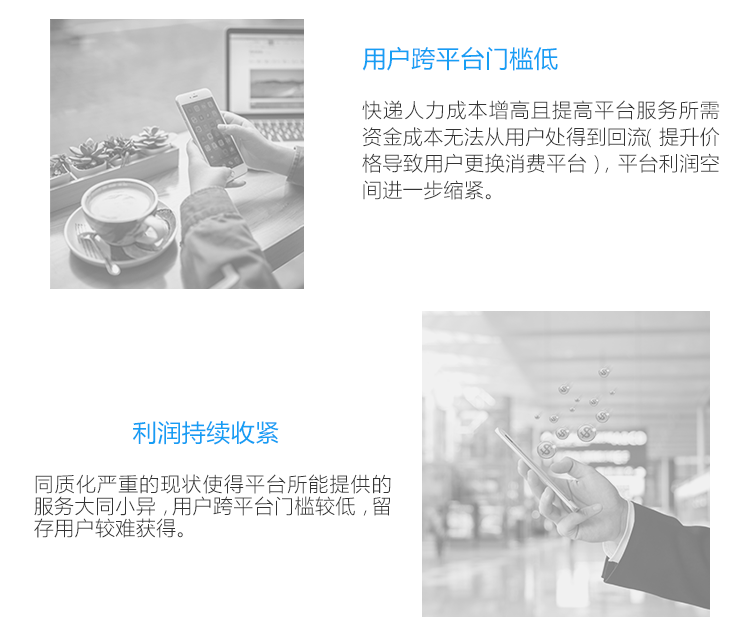 用户跨平台门槛低
快递人力成本增高且提高平台服务所需
资金成本无法从用户处得到回流( 提升价
格导致用户更换消费平台 ), 平台利润空
间进一步缩紧。
利润持续收紧
同质化严重的现状使得平台所能提供的
服务大同小异 , 用户跨平台门槛较低 , 留
存用户较难获得。